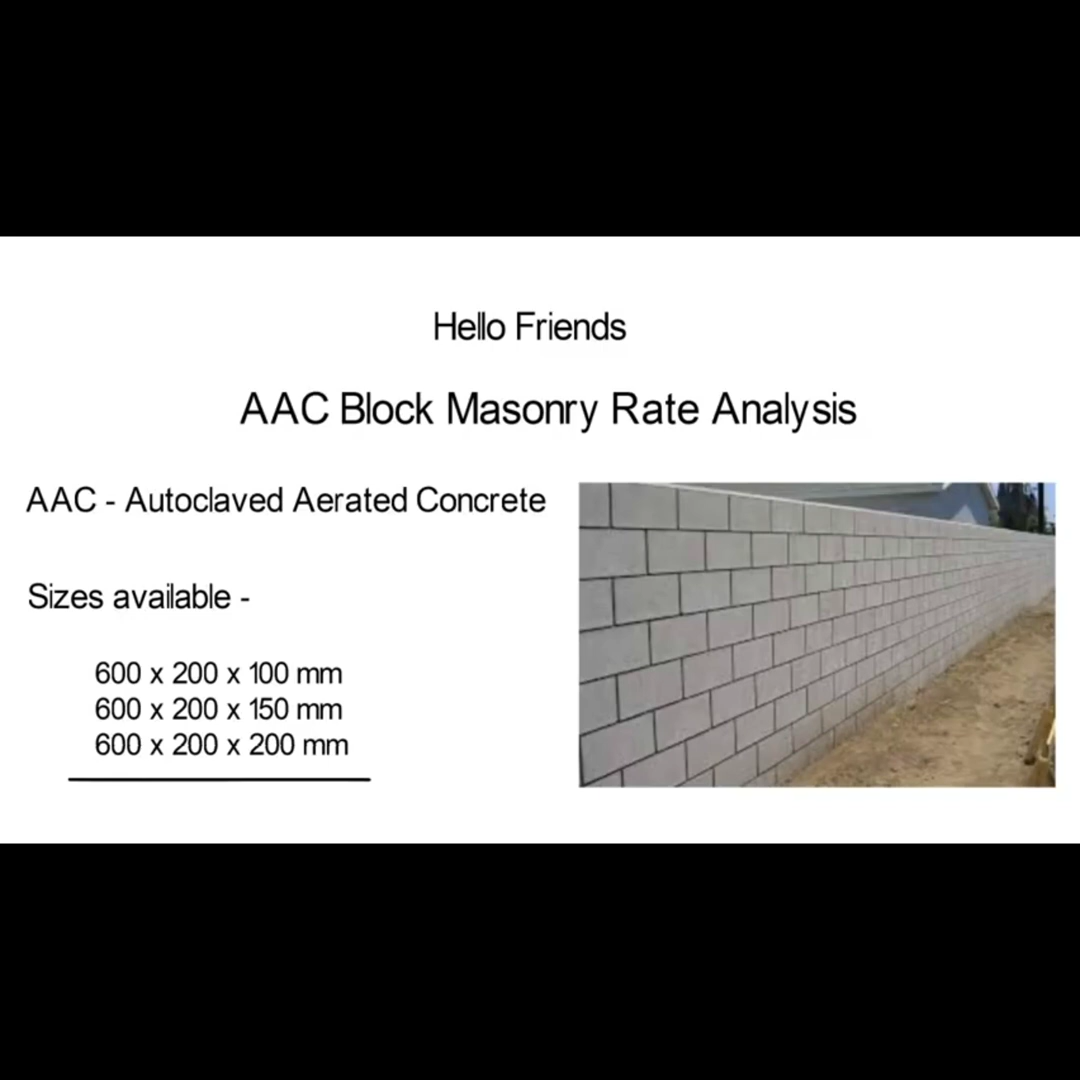 Hello Friends
AAC Block Masonry Rate Analysis
AAC - Autoclaved Aerated Concrete
Sizes available -
600 x 200 x 100 mm
600 x 200 x 150 mm
600 x 200 x 200 mm